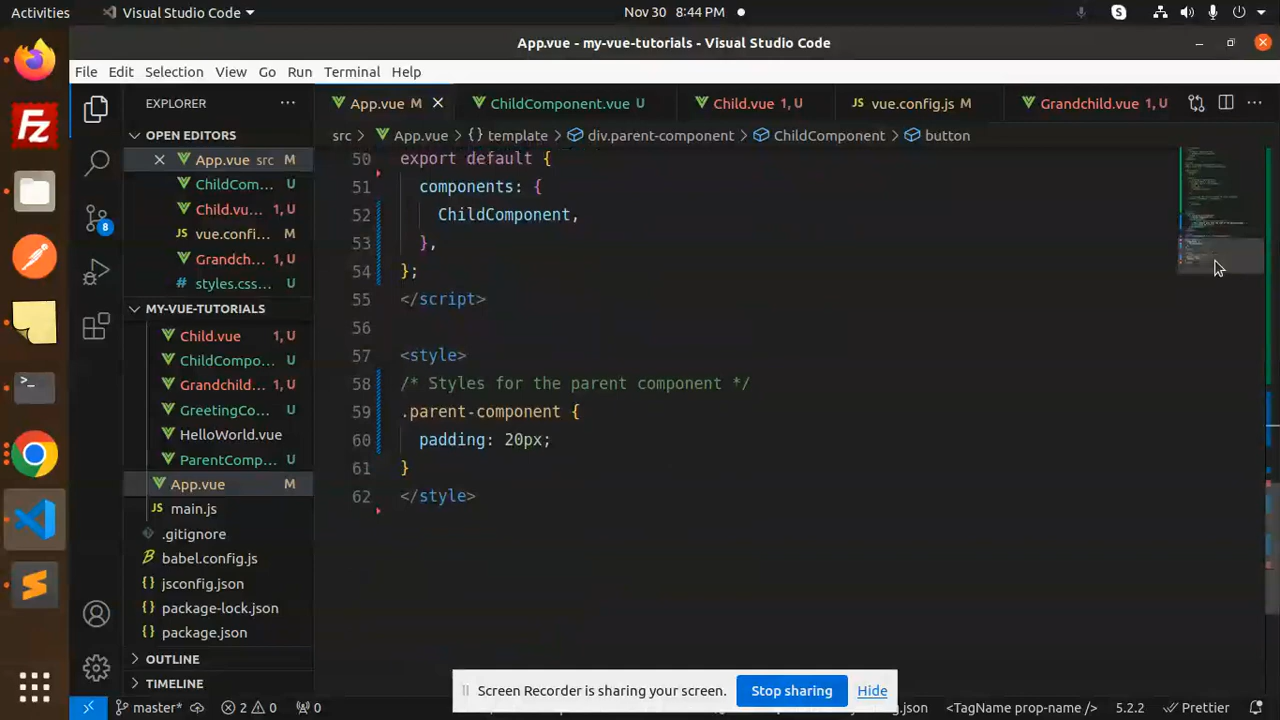 Activities Visual Studio Code Nov 30 8:44 PM
App.vue - my-vue-tutorials - Visual Studio Code
File Edit Selection View Go Run Terminal Help
EXPLORER
App.vue M ChildComponent.vue U Child.vue 1, U vue.config.js M Grandchild.vue 1, U
OPEN EDITORS
src App.vue template div.parent-component ChildComponent button
App.vue src M
ChildCom... U
Child.vu... 1, U
vue.confi... M
Grandch... 1, U
styles.css... U
MY-VUE-TUTORIALS
Child.vue 1, U
ChildCompo... U
Grandchild... 1, U
GreetingCo... U
HelloWorld.vue
ParentComp... U
App.vue M
main.js
.gitignore
babel.config.js
jsconfig.json
package-lock.json
package.json
OUTLINE
TIMELINE
8
50 export default {
51 components: {
52 ChildComponent,
53 },
54 };
55 </script>
56
57 <style>
58 /* Styles for the parent component */
59 .parent-component {
60 padding: 20px;
61 }
62 </style>
Screen Recorder is sharing your screen. Stop sharing Hide
master* 2 0 0 config.json <TagName prop-name /> 5.2.2 Prettier